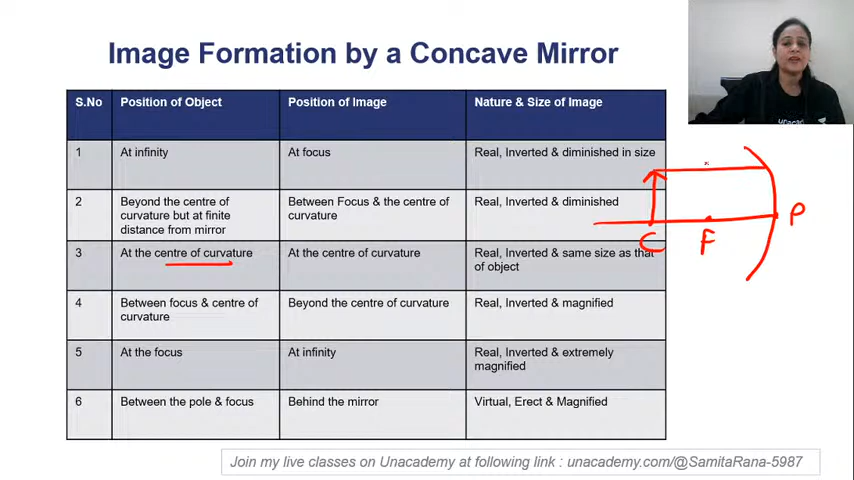 Image Formation by a Concave Mirror
S.No Position of Object Position of Image Nature & Size of Image
1 At infinity At focus Real, Inverted & diminished in size
2 Beyond the centre of Between Focus & the centre of Real, Inverted & diminished
curvature but at finite curvature
distance from mirror
3 At the centre of curvature At the centre of curvature Real, Inverted & same size as that
of object
4 Between focus & centre of Beyond the centre of curvature Real, Inverted & magnified
curvature
5 At the focus At infinity Real, Inverted & extremely
magnified
6 Between the pole & focus Behind the mirror Virtual, Erect & Magnified
P
C F
Join my live classes on Unacademy at following link : unacademy.com/@SamitaRana-5987